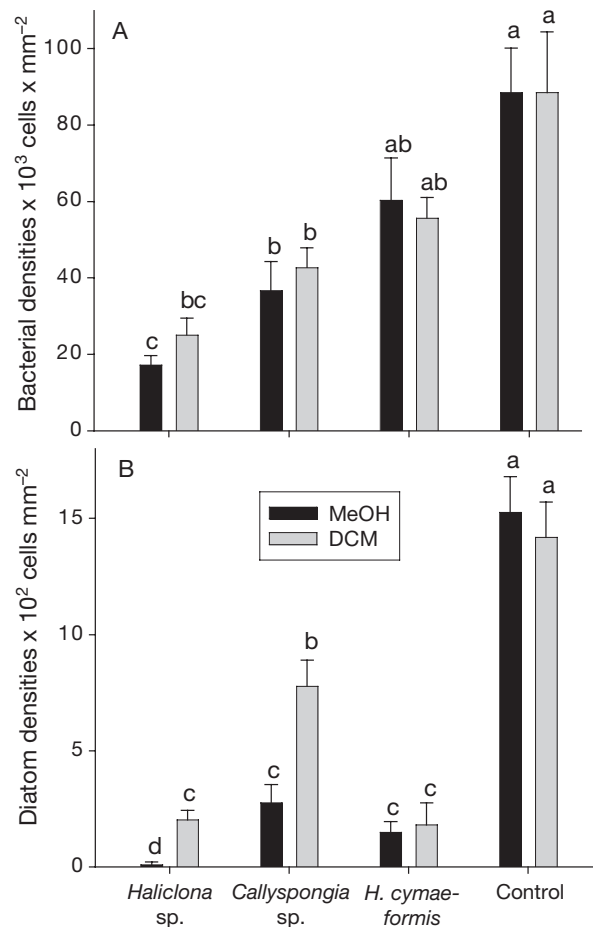 A
Bacterial densities x 10³ cells x mm⁻²
100
80
60
40
20
0
c
bc
b
b
ab
ab
a
a
B
Diatom densities x 10² cells mm⁻²
15
10
5
0
MeOH
DCM
d
c
c
b
c
c
a
a
Haliclona
sp.
Callyspongia
sp.
H. cymae-
formis
Control